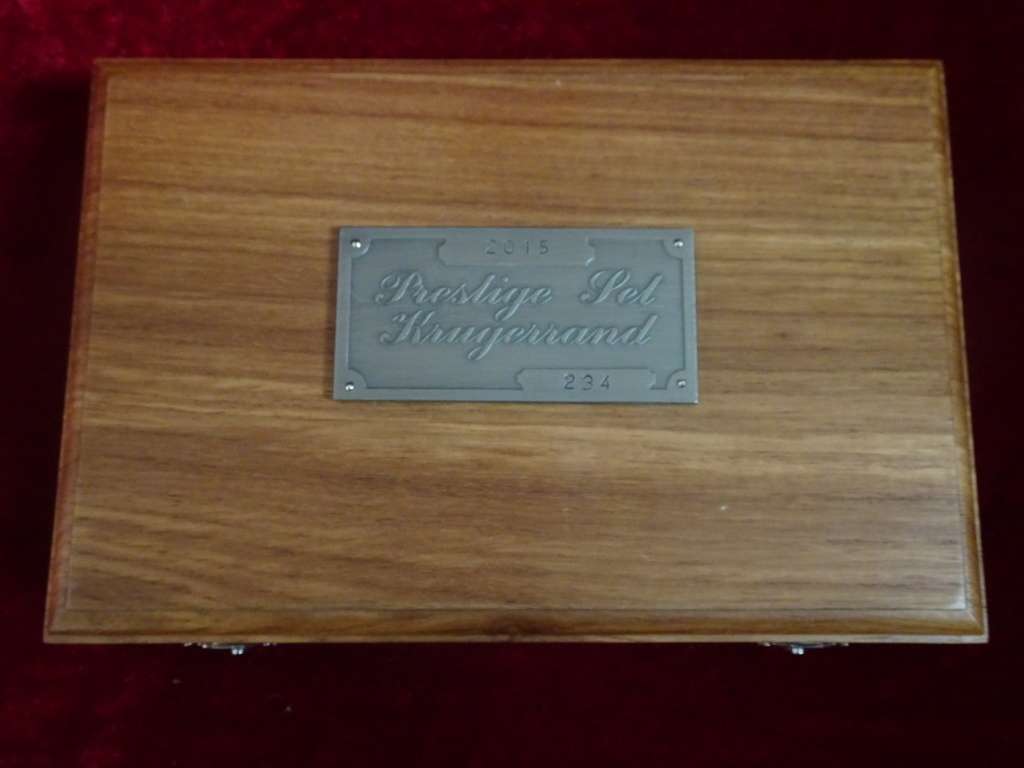 2015
Prestige Set
Krugerrand
234